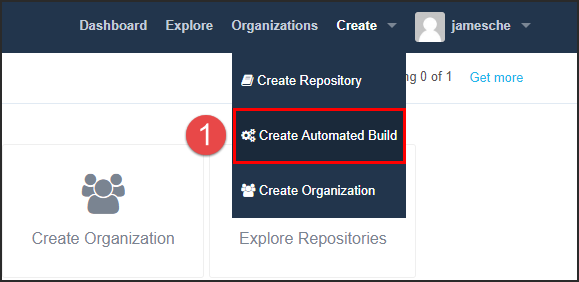 Dashboard Explore Organizations Create jamesche
Create Repository
ng 0 of 1 Get more
1 Create Automated Build
Create Organization
Create Organization Explore Repositories